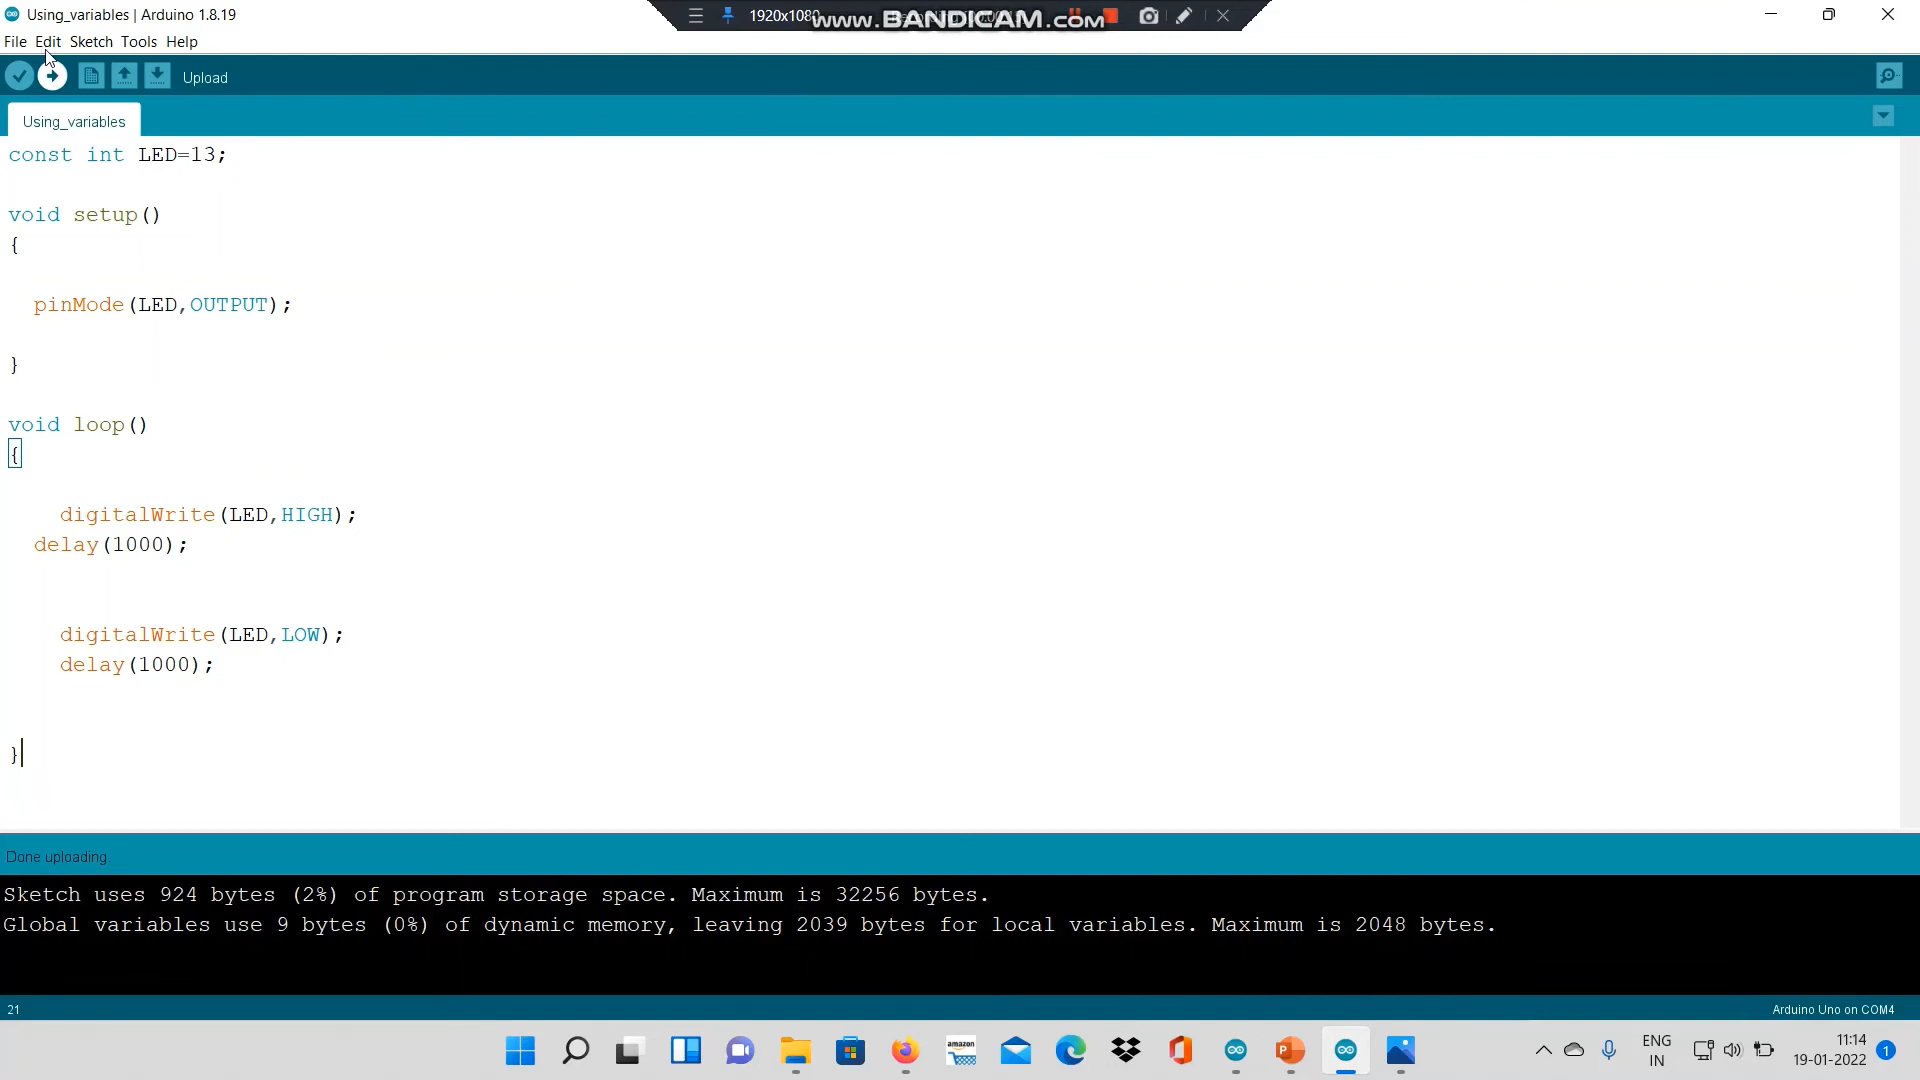 Using_variables | Arduino 1.8.19
1920x1080
www.BANDICAM.com
File Edit Sketch Tools Help
Upload
Using_variables
const int LED=13;
void setup()
{
pinMode(LED,OUTPUT);
}
void loop()
{
digitalWrite(LED,HIGH);
delay(1000);
digitalWrite(LED,LOW);
delay(1000);
}
Done uploading.
Sketch uses 924 bytes (2%) of program storage space. Maximum is 32256 bytes.
Global variables use 9 bytes (0%) of dynamic memory, leaving 2039 bytes for local variables. Maximum is 2048 bytes.
21
Arduino Uno on COM4
amazon
P
ENG
IN
11:14
19-01-2022
1